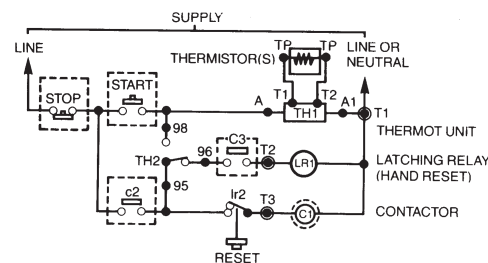 SUPPLY
LINE
THERMISTOR(S)
TP
TP
LINE OR
NEUTRAL
STOP
START
T1
T2
A
TH1
A1
T1
THERMOT UNIT
98
TH2
96
C3
T2
LR1
LATCHING RELAY
(HAND RESET)
95
c2
lr2
T3
C1
CONTACTOR
RESET